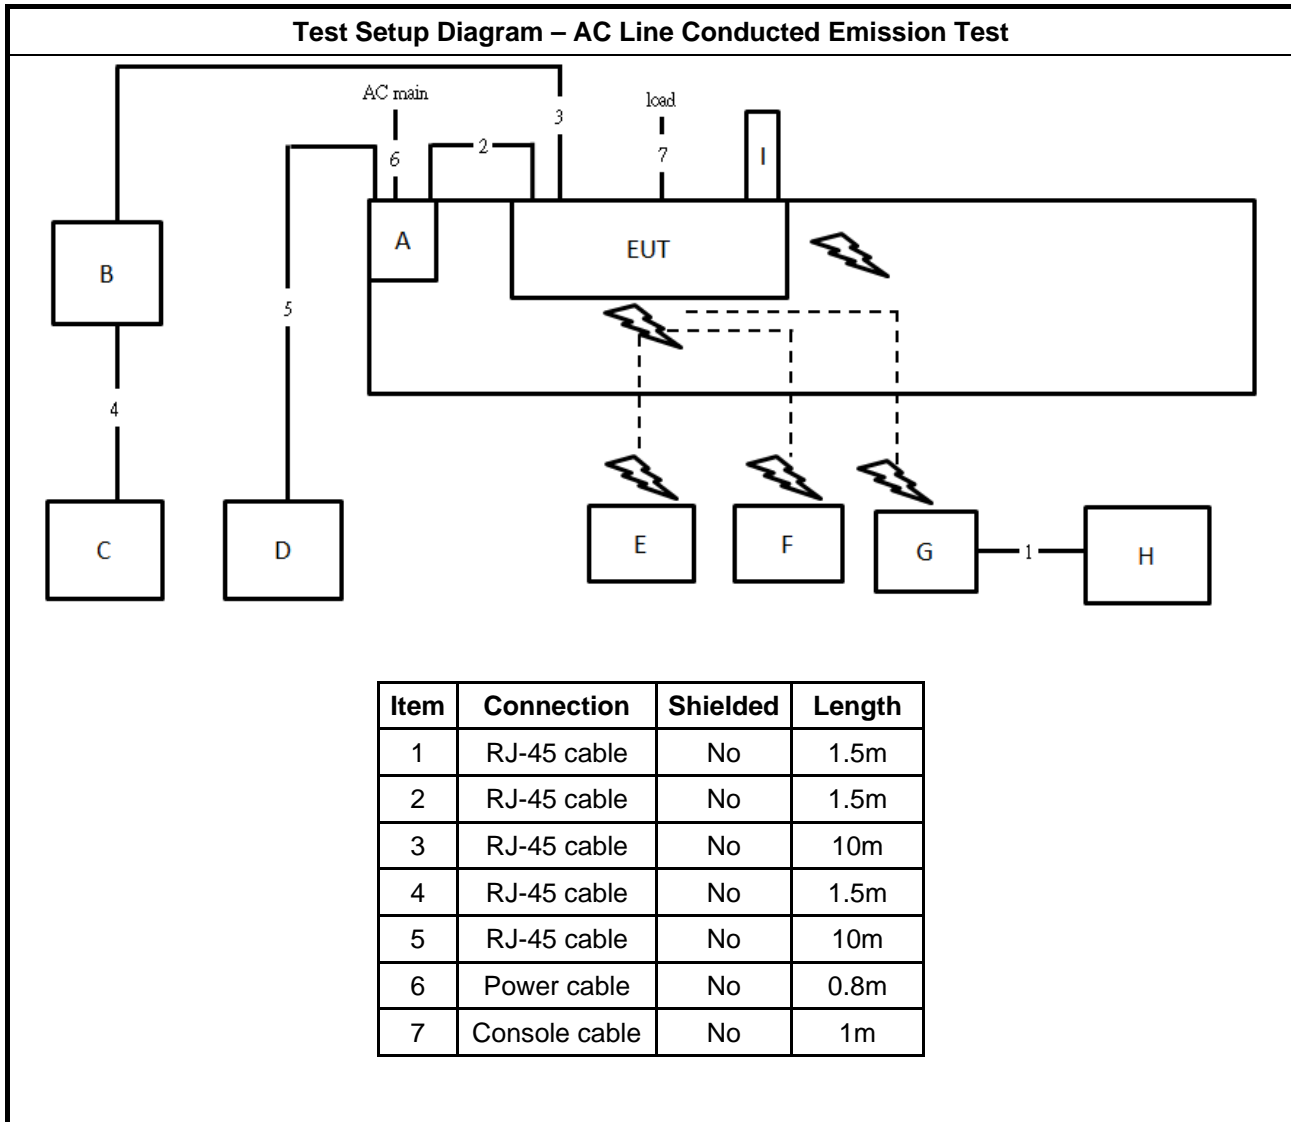 Test Setup Diagram – AC Line Conducted Emission Test
AC main
load
3
2
6
7
I
A
EUT
B
5
4
C
D
E
F
G
1
H
Item Connection Shielded Length
1 RJ-45 cable No 1.5m
2 RJ-45 cable No 1.5m
3 RJ-45 cable No 10m
4 RJ-45 cable No 1.5m
5 RJ-45 cable No 10m
6 Power cable No 0.8m
7 Console cable No 1m